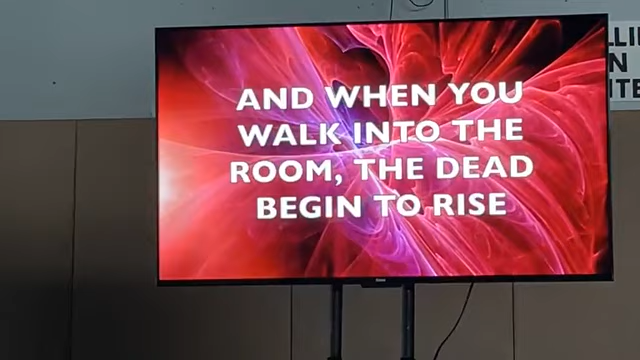 AND WHEN YOU
WALK INTO THE
ROOM, THE DEAD
BEGIN TO RISE